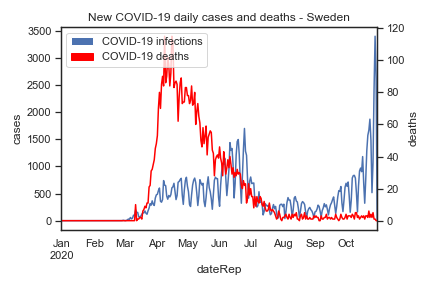 New COVID-19 daily cases and deaths - Sweden
COVID-19 infections
COVID-19 deaths
3500
3000
2500
2000
1500
1000
500
0
cases
120
100
80
60
40
20
0
deaths
Jan Feb Mar Apr May Jun Jul Aug Sep Oct
2020
dateRep